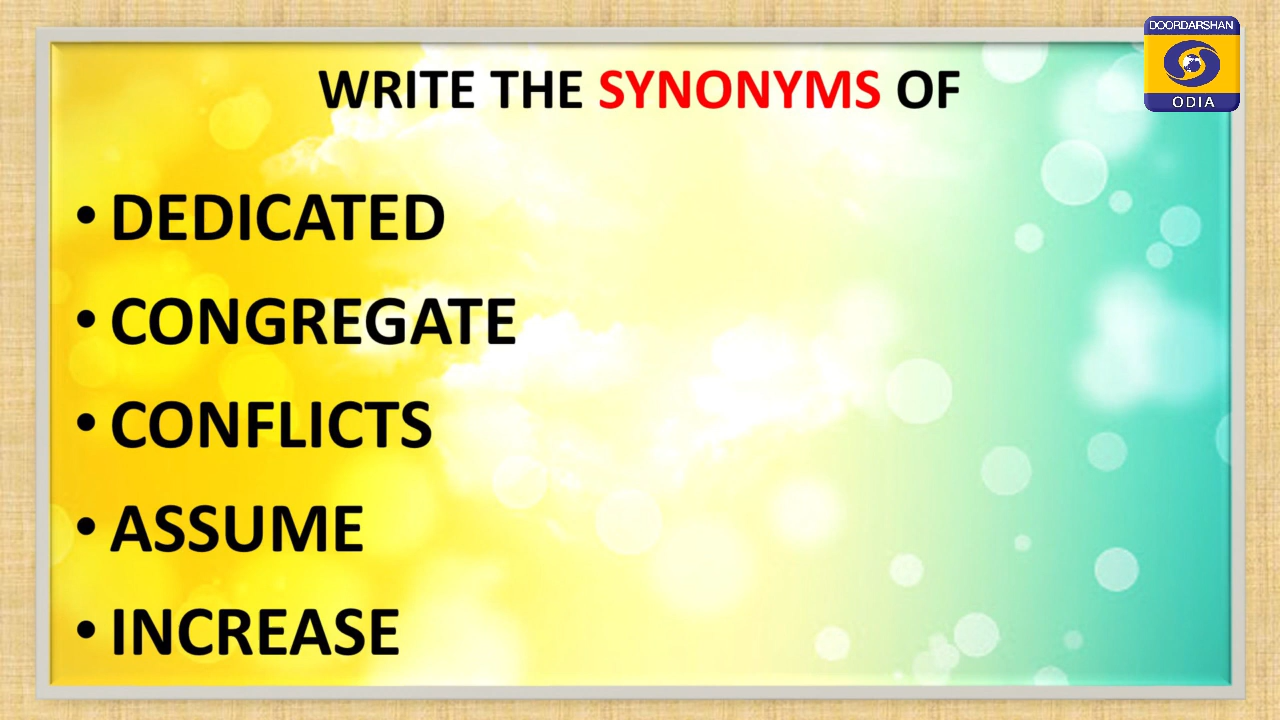 DOORDARSHAN
ODIA
WRITE THE SYNONYMS OF
• DEDICATED
• CONGREGATE
• CONFLICTS
• ASSUME
• INCREASE